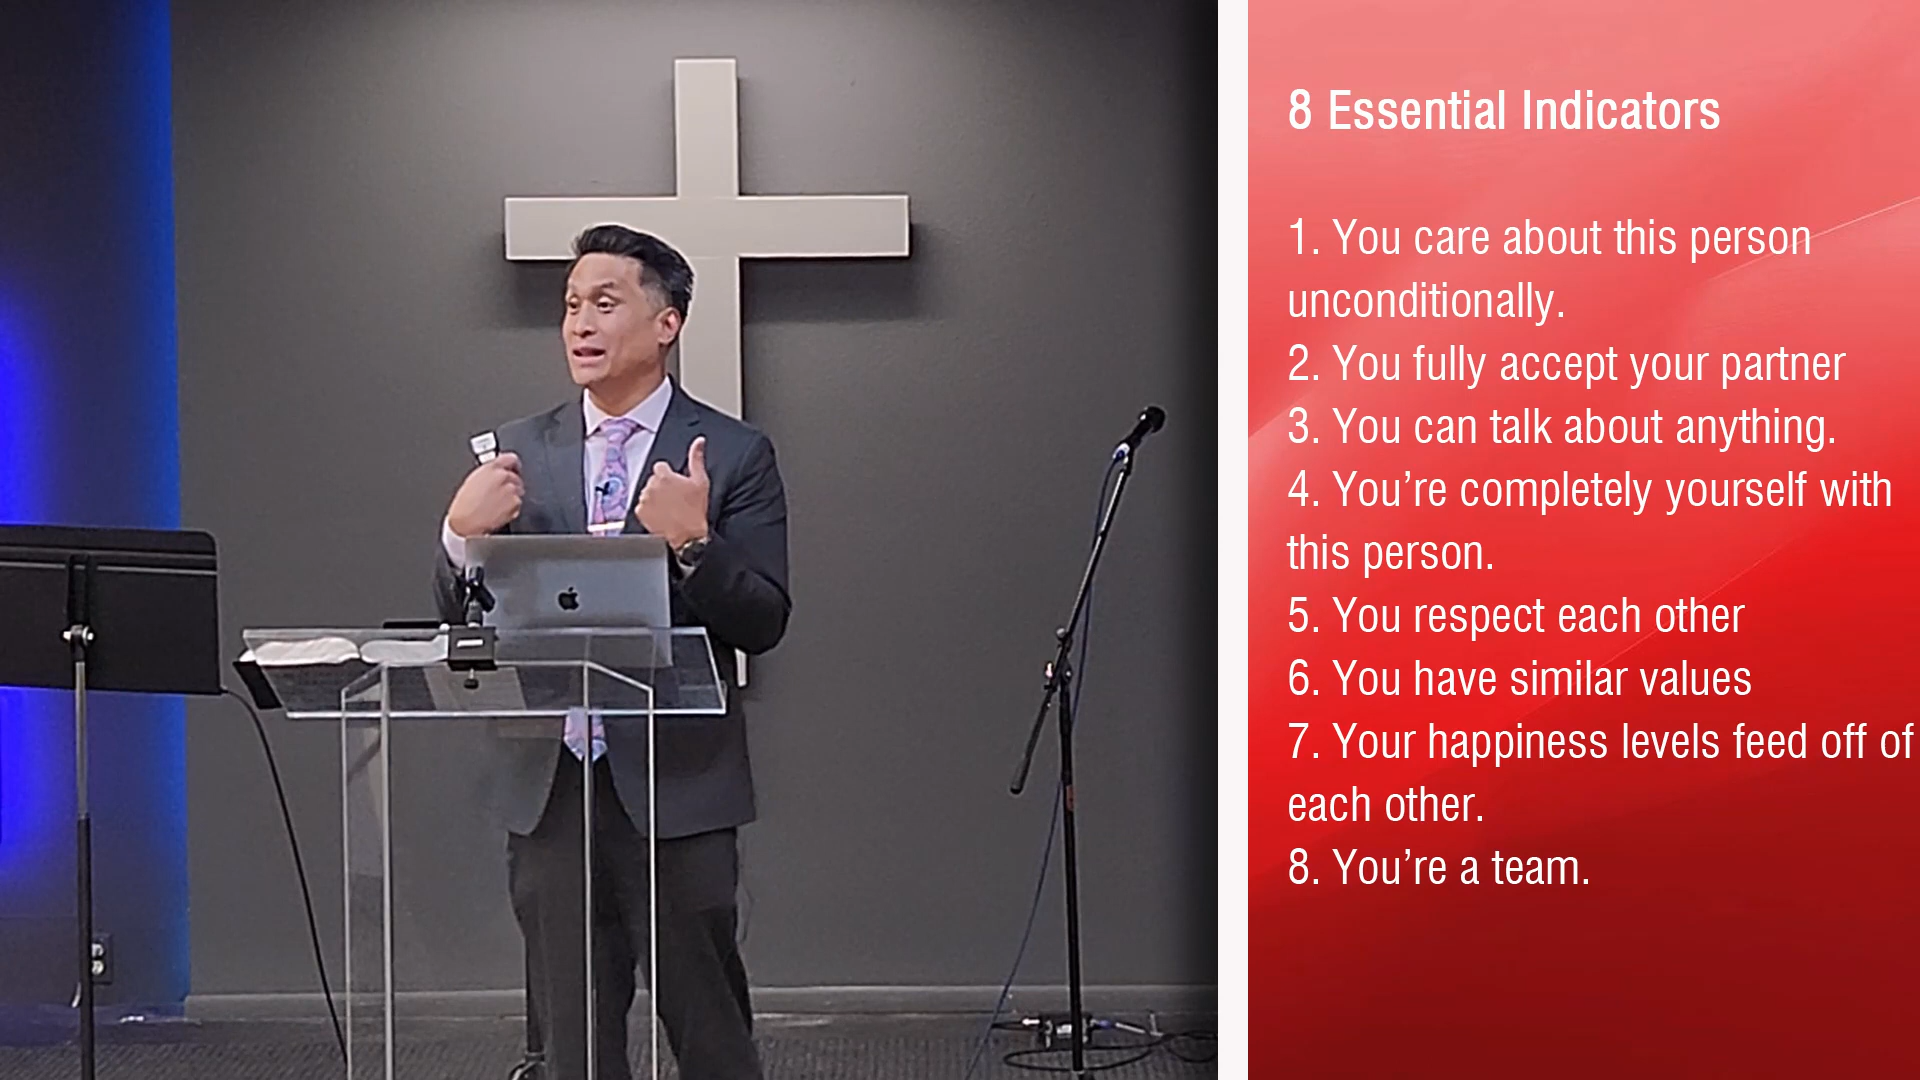 8 Essential Indicators
1. You care about this person
unconditionally.
2. You fully accept your partner
3. You can talk about anything.
4. You’re completely yourself with
this person.
5. You respect each other
6. You have similar values
7. Your happiness levels feed off of
each other.
8. You’re a team.